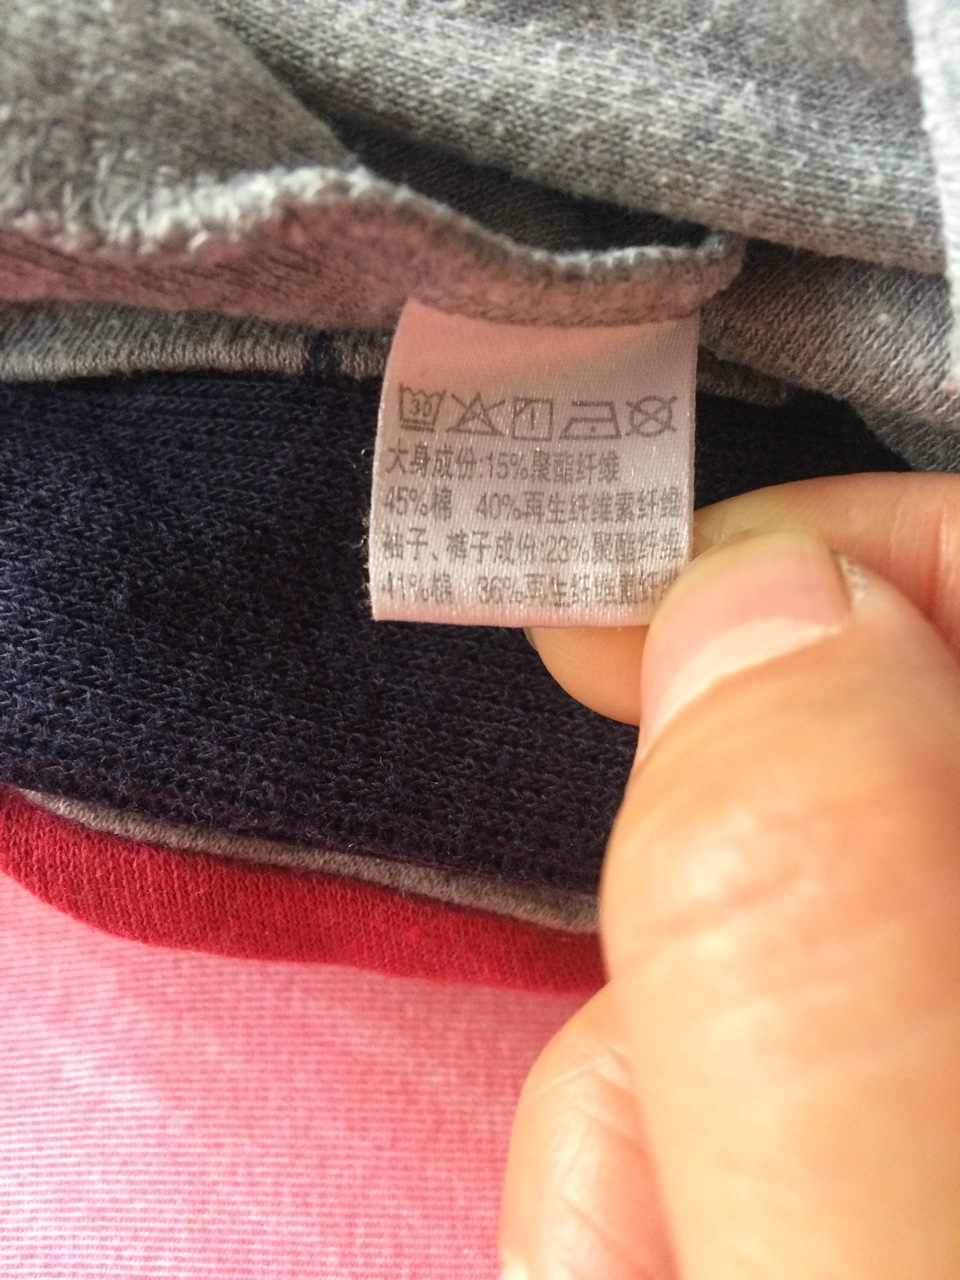 30
大身成份:15%聚酯纤维
45%棉 40%再生纤维素纤维
袖子、裤子成份:23%聚酯纤维
41%棉 36%再生纤维素纤维